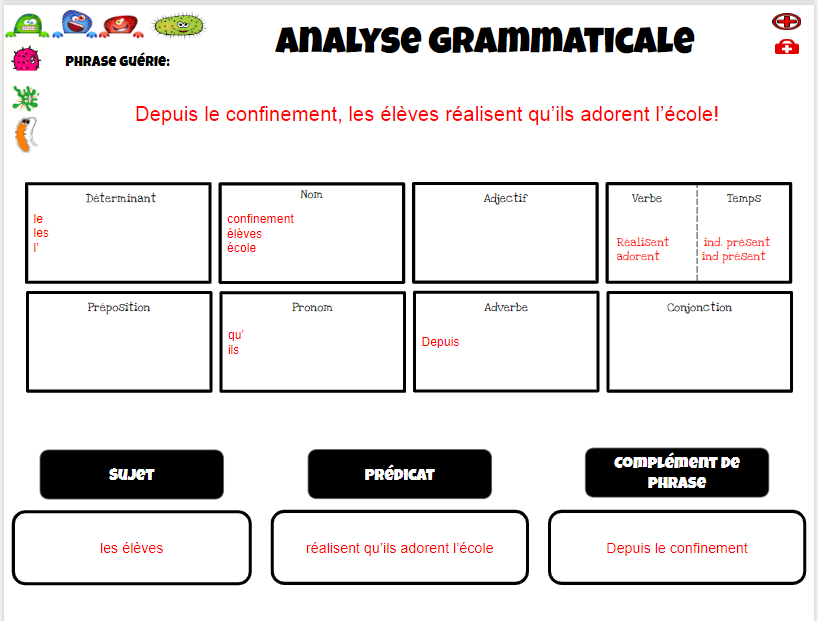 Analyse grammaticale
Phrase guérie:
Depuis le confinement, les élèves réalisent qu’ils adorent l’école!
Déterminant
le
les
l’
Nom
confinement
élèves
école
Adjectif
Verbe
Temps
Réalisent
ind. présent
adorent
ind présent
Préposition
Pronom
qu’
ils
Adverbe
Depuis
Conjonction
Sujet
Prédicat
Complément de
phrase
les élèves
réalisent qu’ils adorent l’école
Depuis le confinement